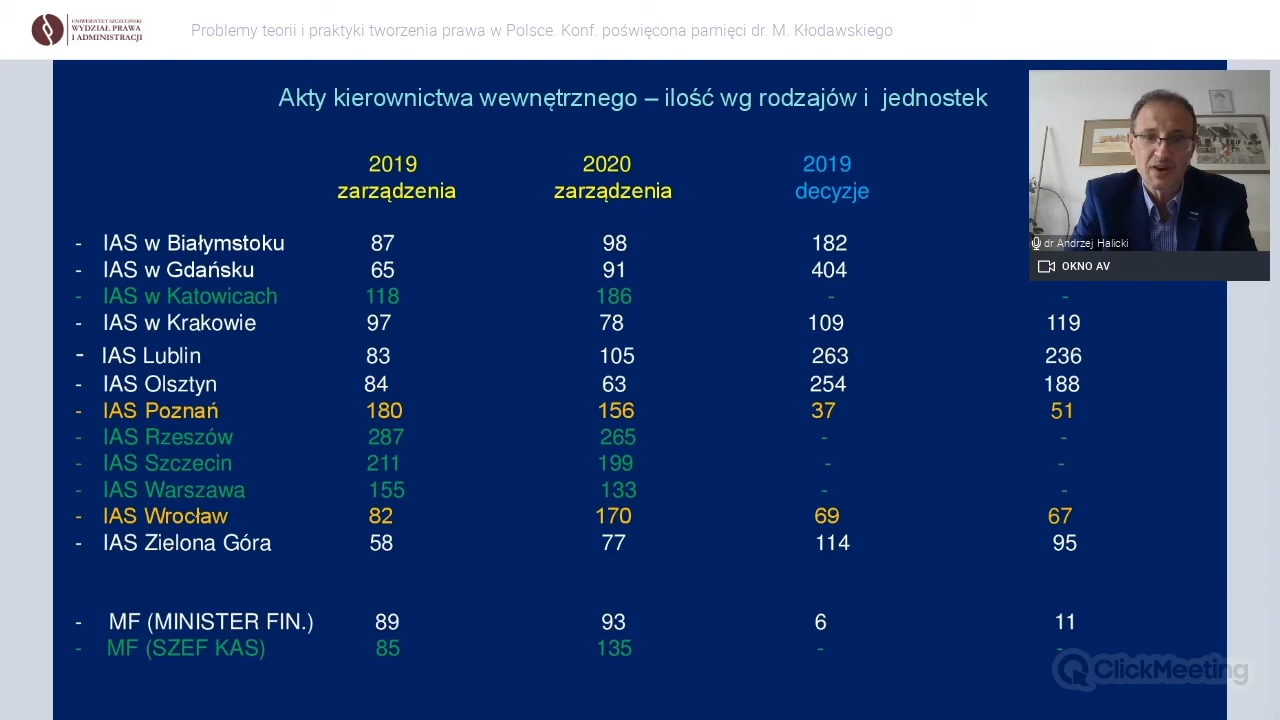 UNIWERSYTET SZCZECIŃSKI
WYDZIAŁ PRAWA
I ADMINISTRACJI
Problemy teorii i praktyki tworzenia prawa w Polsce. Konf. poświęcona pamięci dr. M. Kłodawskiego
Akty kierownictwa wewnętrznego – ilość wg rodzajów i jednostek
2019 2020 2019
zarządzenia zarządzenia decyzje
- IAS w Białymstoku 87 98 182
- IAS w Gdańsku 65 91 404
- IAS w Katowicach 118 186 - -
- IAS w Krakowie 97 78 109 119
- IAS Lublin 83 105 263 236
- IAS Olsztyn 84 63 254 188
- IAS Poznań 180 156 37 51
- IAS Rzeszów 287 265 - -
- IAS Szczecin 211 199 - -
- IAS Warszawa 155 133 - -
- IAS Wrocław 82 170 69 67
- IAS Zielona Góra 58 77 114 95
- MF (MINISTER FIN.) 89 93 6 11
- MF (SZEF KAS) 85 135 - -
dr Andrzej Halicki
OKNO AV
ClickMeeting